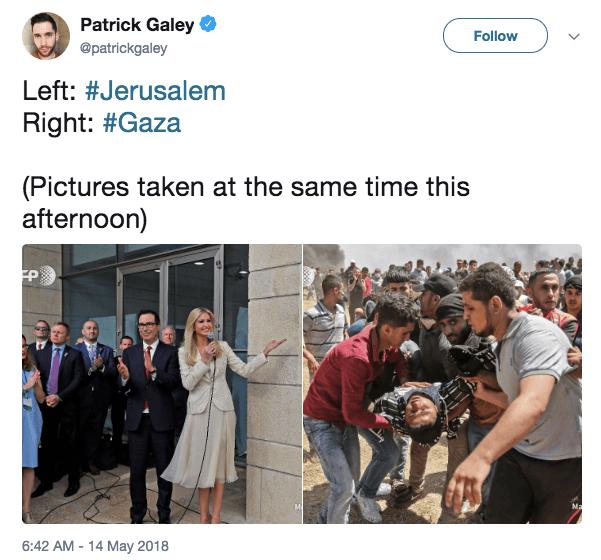 Patrick Galey
@patrickgaley
Follow
Left: #Jerusalem
Right: #Gaza
(Pictures taken at the same time this
afternoon)
6:42 AM - 14 May 2018